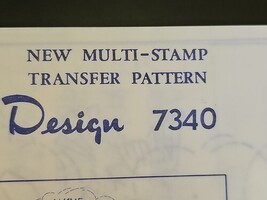 NEW MULTI-STAMP
TRANSFER PATTERN
Design 7340